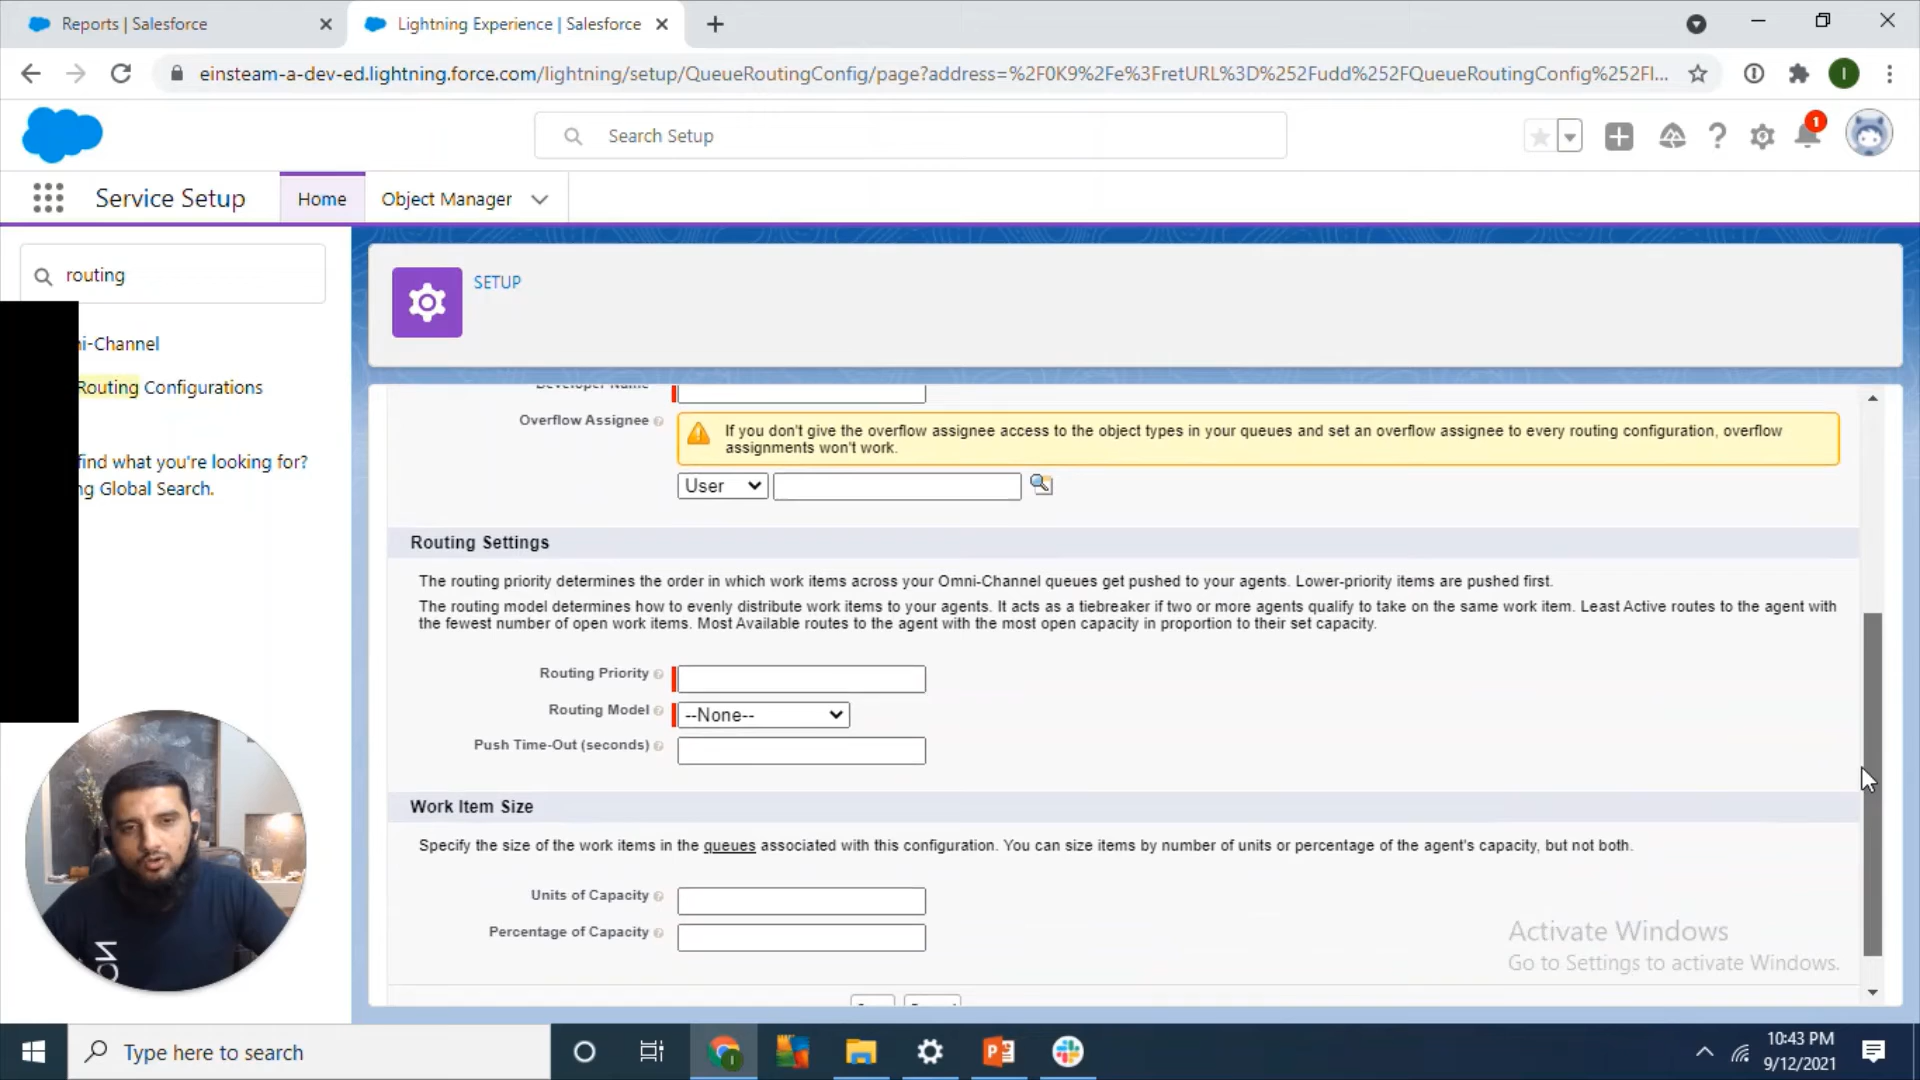 Reports | Salesforce
Lightning Experience | Salesforce
einsteam-a-dev-ed.lightning.force.com/lightning/setup/QueueRoutingConfig/page?address=%2F0K9%2Fe%3FretURL%3D%252Fudd%252FQueueRoutingConfig%252Fl...
I
Search Setup
1
Service Setup
Home
Object Manager
routing
SETUP
i-Channel
Routing Configurations
find what you're looking for?
g Global Search.
Developer Name
Overflow Assignee
If you don't give the overflow assignee access to the object types in your queues and set an overflow assignee to every routing configuration, overflow
assignments won't work.
User
Routing Settings
The routing priority determines the order in which work items across your Omni-Channel queues get pushed to your agents. Lower-priority items are pushed first.
The routing model determines how to evenly distribute work items to your agents. It acts as a tiebreaker if two or more agents qualify to take on the same work item. Least Active routes to the agent with
the fewest number of open work items. Most Available routes to the agent with the most open capacity in proportion to their set capacity.
Routing Priority
Routing Model
--None--
Push Time-Out (seconds)
Work Item Size
Specify the size of the work items in the queues associated with this configuration. You can size items by number of units or percentage of the agent's capacity, but not both.
Units of Capacity
Percentage of Capacity
Activate Windows
Go to Settings to activate Windows.
Type here to search
10:43 PM
9/12/2021